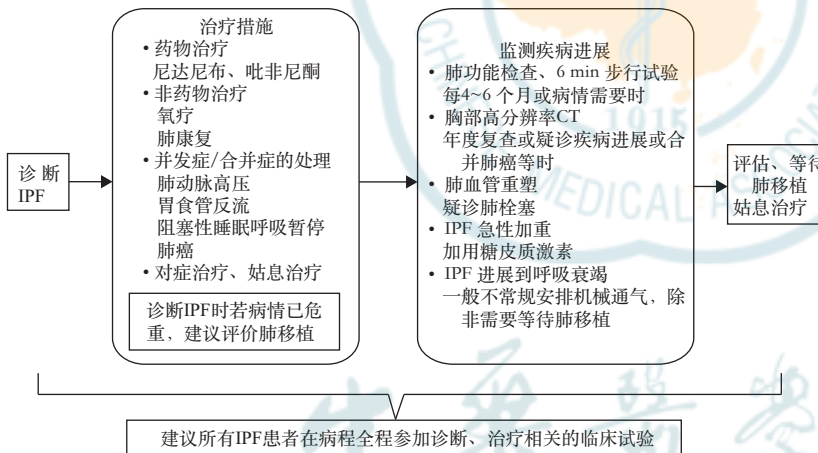 诊 断
IPF
治疗措施
• 药物治疗
尼达尼布、吡非尼酮
• 非药物治疗
氧疗
肺康复
• 并发症/合并症的处理
肺动脉高压
胃食管反流
阻塞性睡眠呼吸暂停
肺癌
• 对症治疗、姑息治疗
诊断IPF时若病情已危
重，建议评价肺移植
监测疾病进展
• 肺功能检查、6 min 步行试验
每4~6 个月或病情需要时
• 胸部高分辨率CT
年度复查或疑诊疾病进展或合
并肺癌等时
• 肺血管重塑
疑诊肺栓塞
• IPF 急性加重
加用糖皮质激素
• IPF 进展到呼吸衰竭
一般不常规安排机械通气，除
非需要等待肺移植
评估、等待
肺移植
姑息治疗
建议所有IPF患者在病程全程参加诊断、治疗相关的临床试验
1915
MEDICAL